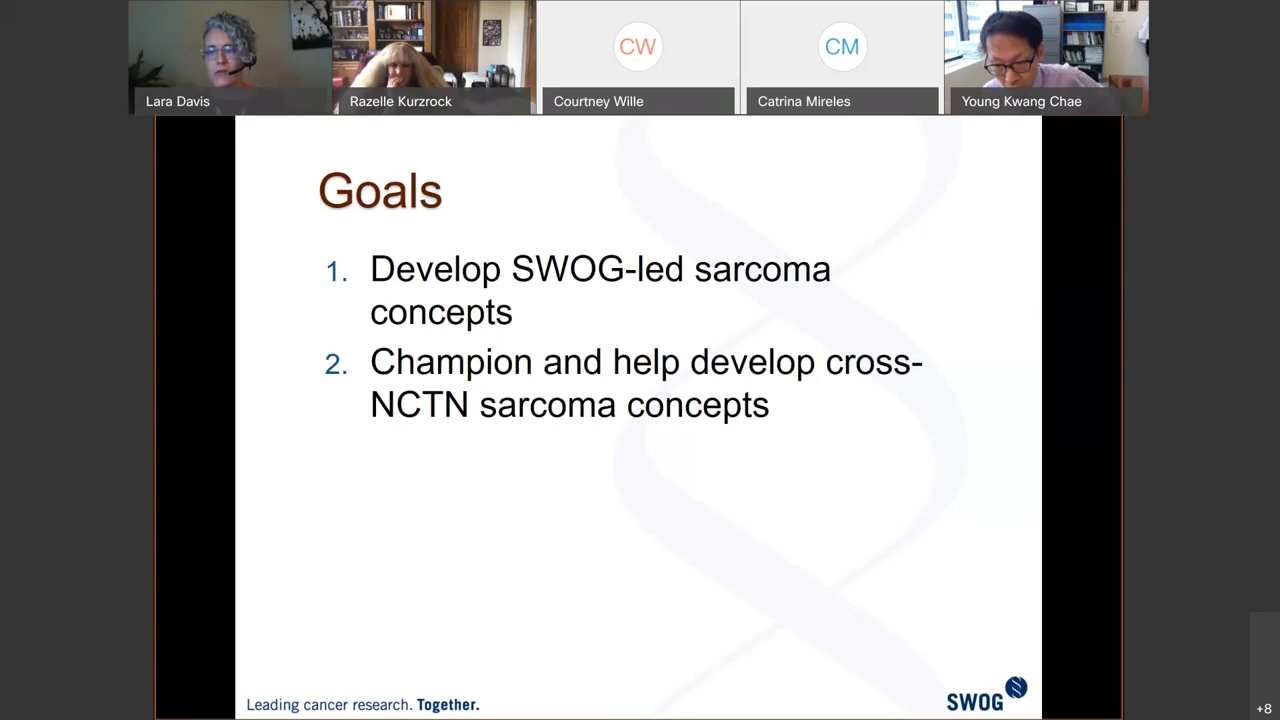 CW
CM
Lara Davis
Razelle Kurzrock
Courtney Wille
Catrina Mireles
Young Kwang Chae
Goals
1. Develop SWOG-led sarcoma
concepts
2. Champion and help develop cross-
NCTN sarcoma concepts
Leading cancer research. Together.
SWOG
+8